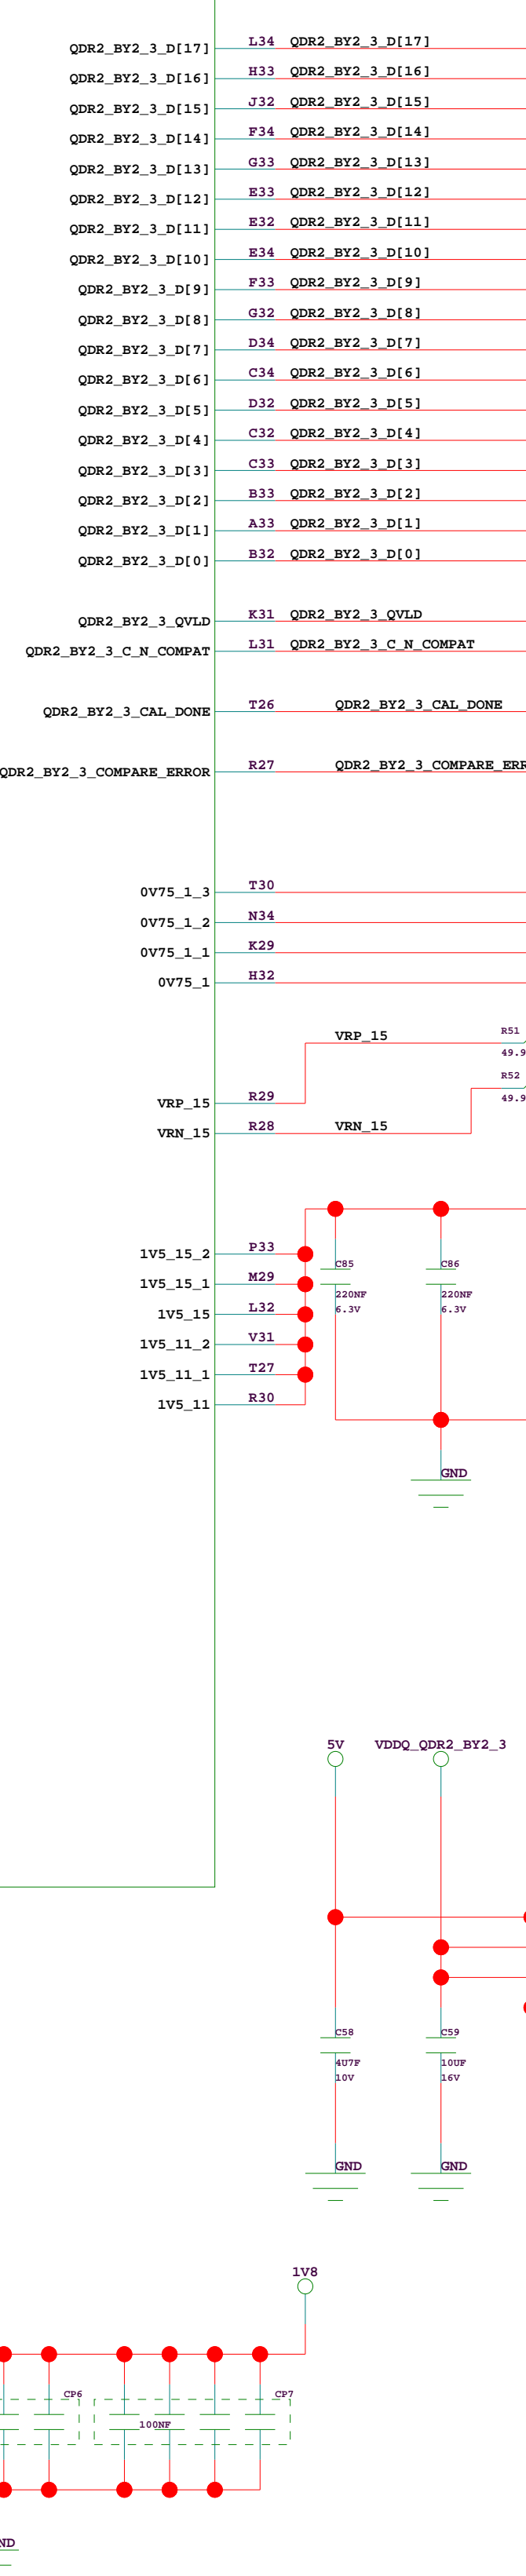 QDR2_BY2_3_D[17] L34 QDR2_BY2_3_D[17]
QDR2_BY2_3_D[16] H33 QDR2_BY2_3_D[16]
QDR2_BY2_3_D[15] J32 QDR2_BY2_3_D[15]
QDR2_BY2_3_D[14] F34 QDR2_BY2_3_D[14]
QDR2_BY2_3_D[13] G33 QDR2_BY2_3_D[13]
QDR2_BY2_3_D[12] E33 QDR2_BY2_3_D[12]
QDR2_BY2_3_D[11] E32 QDR2_BY2_3_D[11]
QDR2_BY2_3_D[10] E34 QDR2_BY2_3_D[10]
QDR2_BY2_3_D[9] F33 QDR2_BY2_3_D[9]
QDR2_BY2_3_D[8] G32 QDR2_BY2_3_D[8]
QDR2_BY2_3_D[7] D34 QDR2_BY2_3_D[7]
QDR2_BY2_3_D[6] C34 QDR2_BY2_3_D[6]
QDR2_BY2_3_D[5] D32 QDR2_BY2_3_D[5]
QDR2_BY2_3_D[4] C32 QDR2_BY2_3_D[4]
QDR2_BY2_3_D[3] C33 QDR2_BY2_3_D[3]
QDR2_BY2_3_D[2] B33 QDR2_BY2_3_D[2]
QDR2_BY2_3_D[1] A33 QDR2_BY2_3_D[1]
QDR2_BY2_3_D[0] B32 QDR2_BY2_3_D[0]
QDR2_BY2_3_QVLD K31 QDR2_BY2_3_QVLD
QDR2_BY2_3_C_N_COMPAT L31 QDR2_BY2_3_C_N_COMPAT
QDR2_BY2_3_CAL_DONE T26 QDR2_BY2_3_CAL_DONE
QDR2_BY2_3_COMPARE_ERROR R27 QDR2_BY2_3_COMPARE_ERR
0V75_1_3 T30
0V75_1_2 N34
0V75_1_1 K29
0V75_1 H32
VRP_15 R51
49.9
R52
49.9
VRP_15 R29
VRN_15 R28 VRN_15
1V5_15_2 P33
1V5_15_1 M29
1V5_15 L32
1V5_11_2 V31
1V5_11_1 T27
1V5_11 R30
C85 C86
220NF 220NF
6.3V 6.3V
GND
5V VDDQ_QDR2_BY2_3
C58 C59
4U7F 10UF
10V 16V
GND GND
1V8
CP6 CP7
100NF
ND